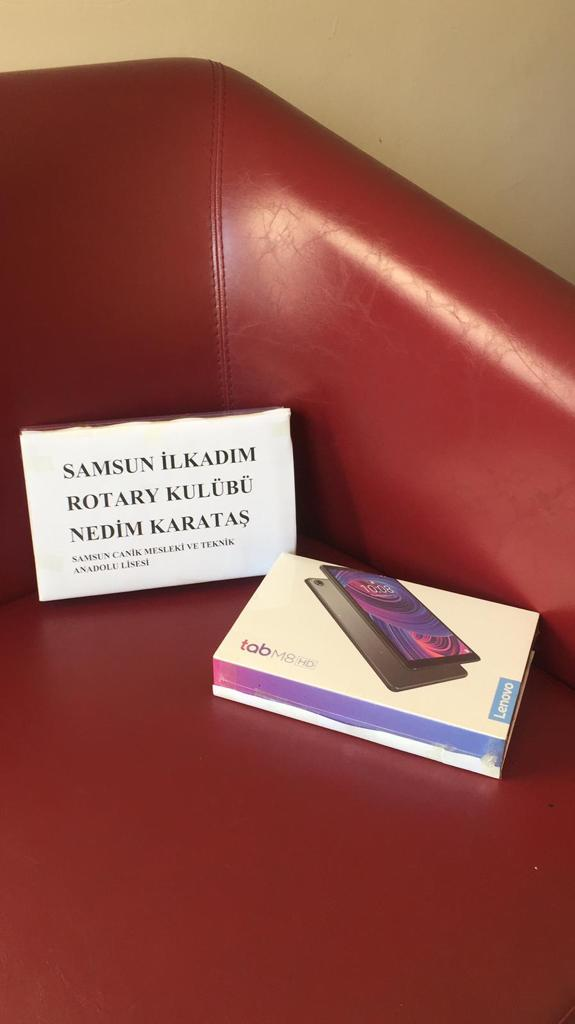 SAMSUN İLKADIM
ROTARY KULÜBÜ
NEDİM KARATAŞ
SAMSUN CANİK MESLEKİ VE TEKNİK
ANADOLU LİSESİ
10:08
tab M8 HD
Lenovo